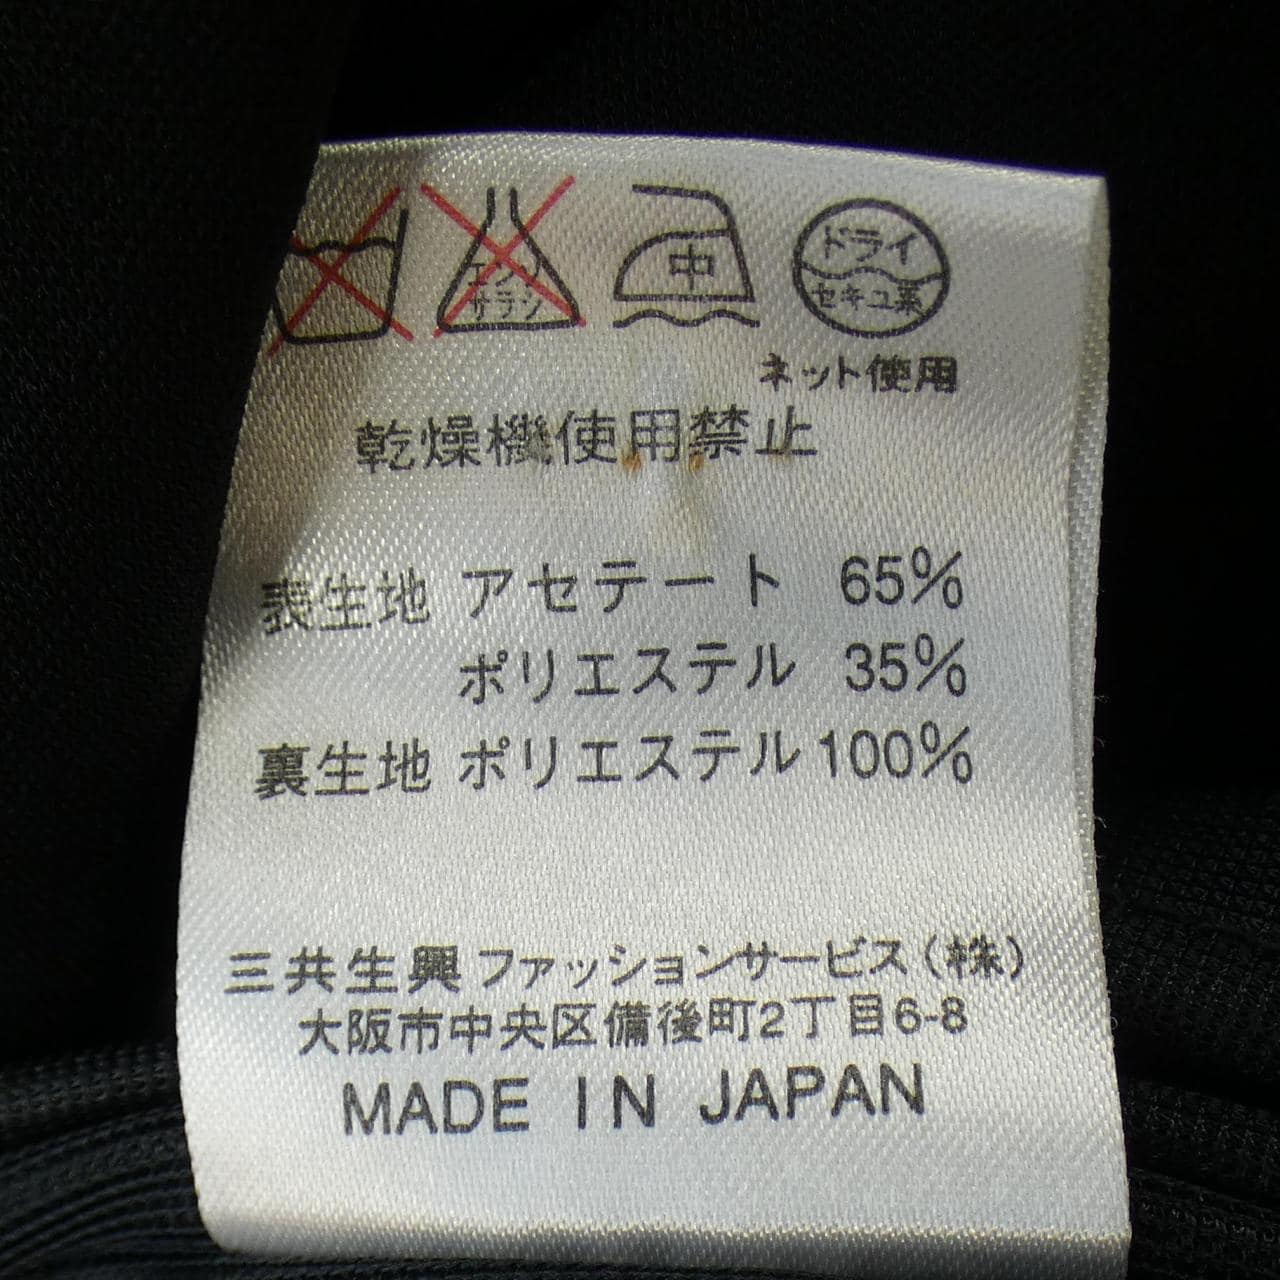 エンソ
サラシ
中
ドライ
セキユ系
ネット使用
乾燥機使用禁止
表生地 アセテート 65%
ポリエステル 35%
裏生地 ポリエステル 100%
三共生興ファッションサービス(株)
大阪市中央区備後町2丁目6-8
MADE IN JAPAN